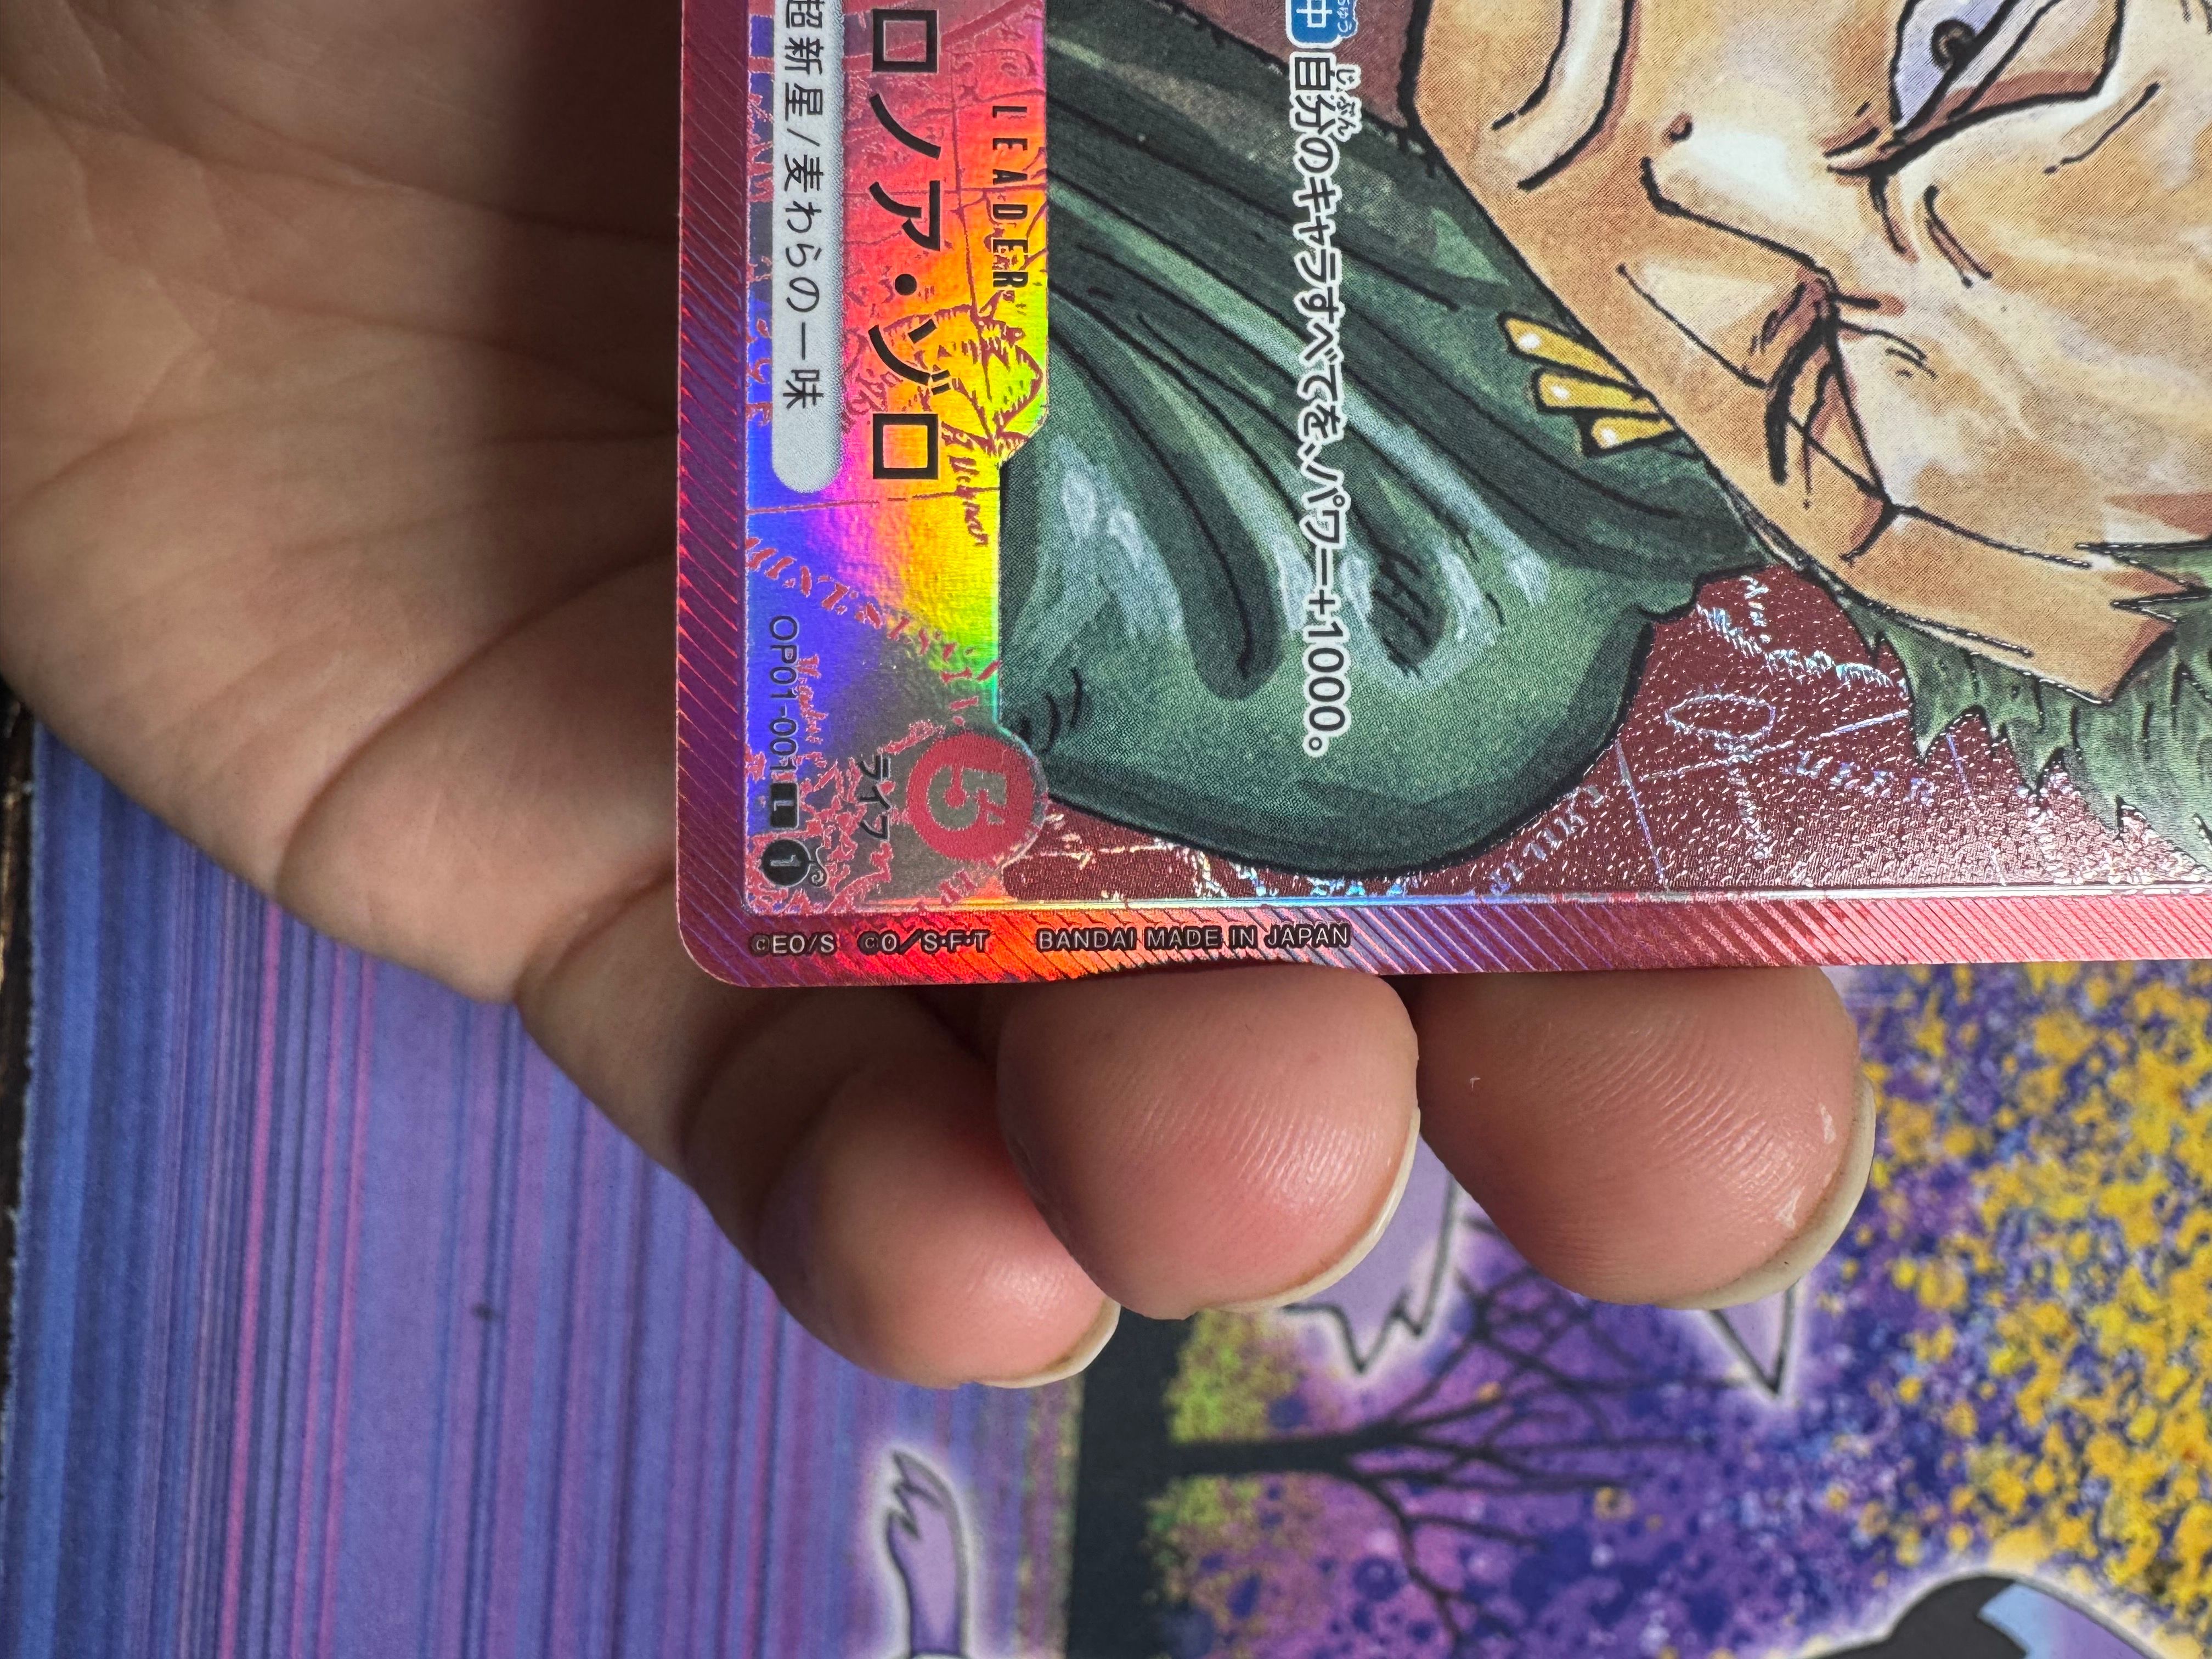 中 自分のキャラすべてを、パワー+1000。
LEADER
ロノア・ゾロ
超新星/麦わらの一味
5
ライフ
OP01-001 L 1
©EO/S ©O/S・F・T BANDAI MADE IN JAPAN